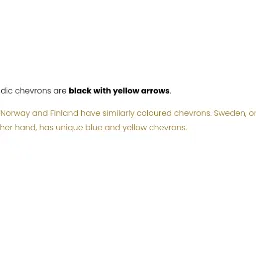 dic chevrons are black with yellow arrows.
Norway and Finland have similarly coloured chevrons. Sweden, or
her hand, has unique blue and yellow chevrons.